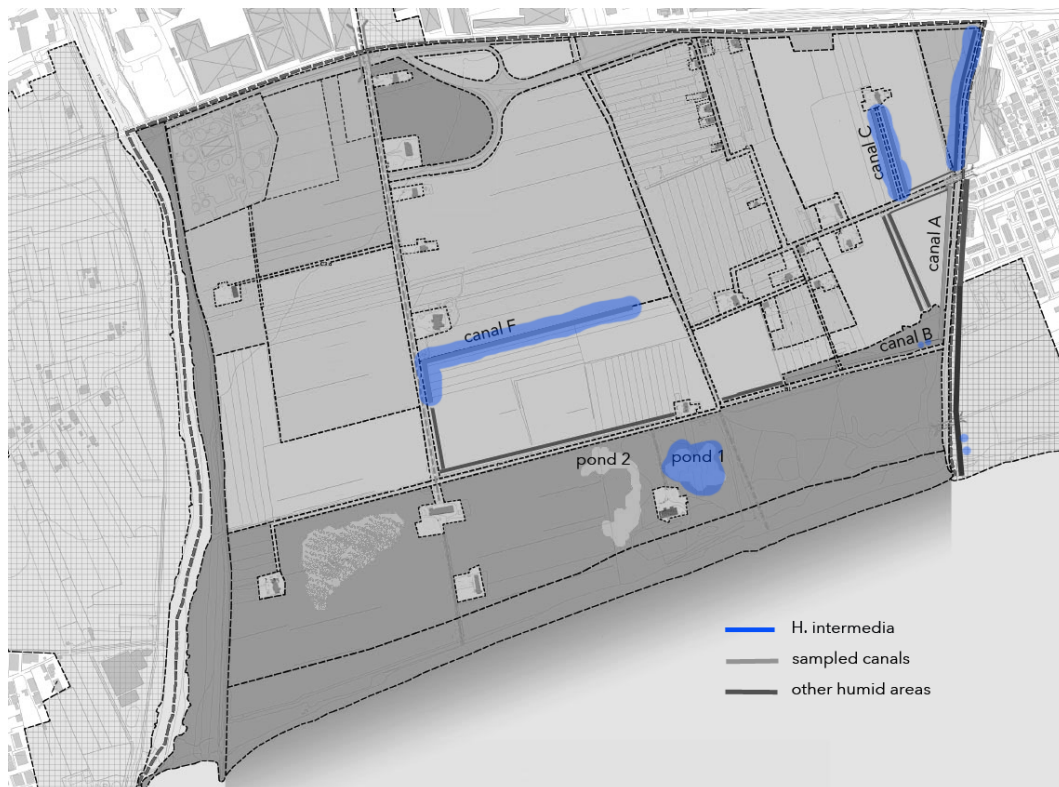 canal C
canal A
canal F
canal B
pond 2
pond 1
H. intermedia
sampled canals
other humid areas